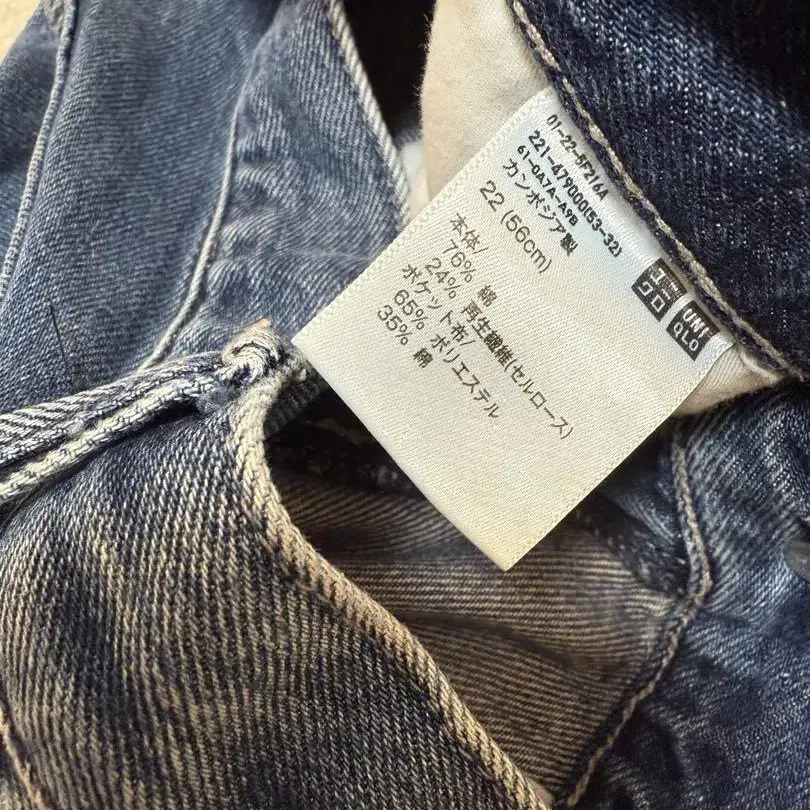 01-22-5F216A
221-479000(53-32)
61-0A7A-A9B
カンボジア製
22 (56cm)
本体/
76% 綿
24% 再生繊維(セルロース)
ポケット布/
65% ポリエステル
35% 綿
ユニクロ
UNI
QLO